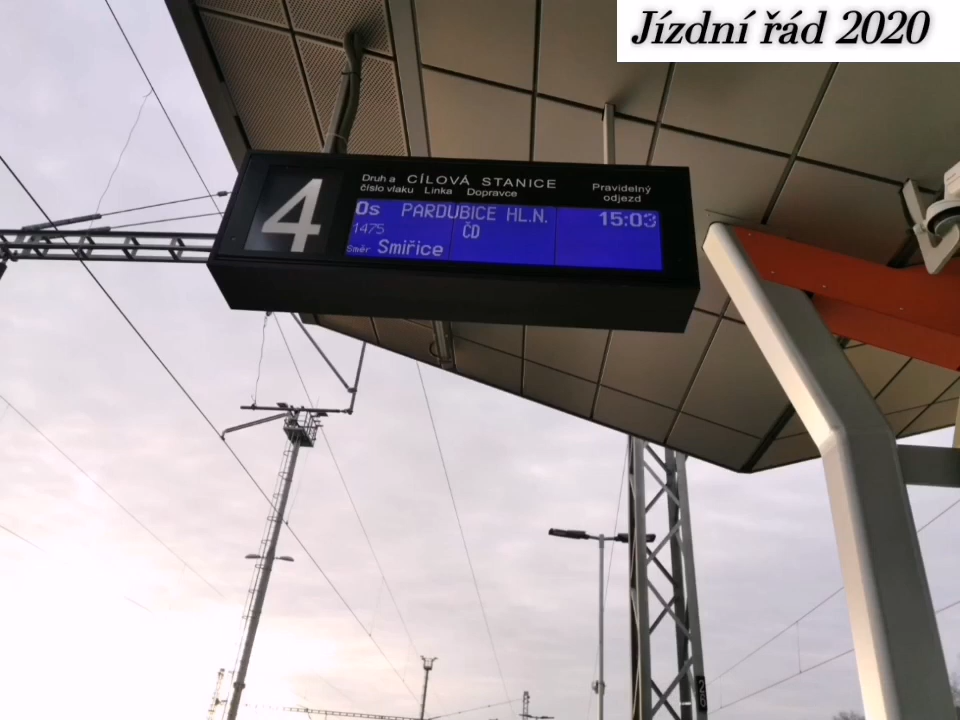 Jízdní řád 2020
4
Druh a CÍLOVÁ STANICE
číslo vlaku Linka Dopravce
Pravidelný
odjezd
Os PARDUBICE HL.N. 15:03
1475 ČD
Směr Smiřice